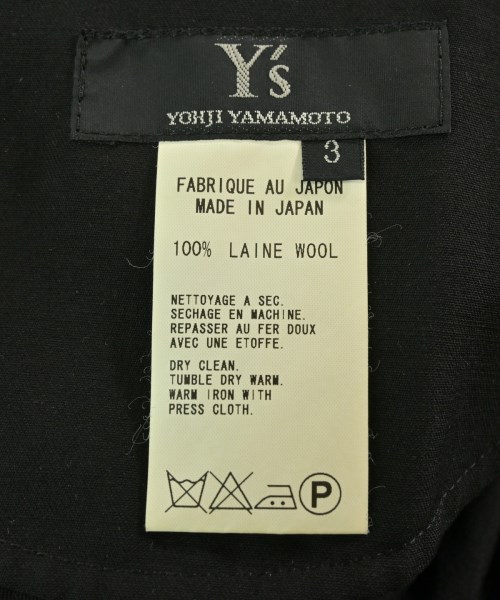 Y's
YOHJI YAMAMOTO
3
FABRIQUE AU JAPON
MADE IN JAPAN
100% LAINE WOOL
NETTOYAGE A SEC.
SECHAGE EN MACHINE.
REPASSER AU FER DOUX
AVEC UNE ETOFFE.
DRY CLEAN.
TUMBLE DRY WARM.
WARM IRON WITH
PRESS CLOTH.
P